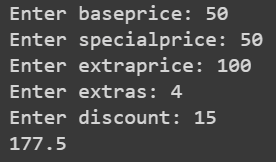 Enter baseprice: 50
Enter specialprice: 50
Enter extraprice: 100
Enter extras: 4
Enter discount: 15
177.5